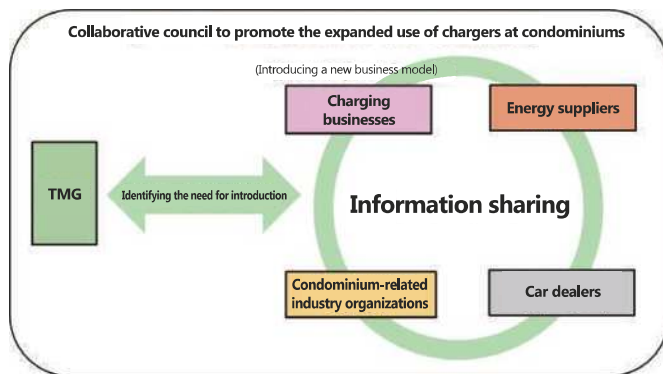 Collaborative council to promote the expanded use of chargers at condominiums
(Introducing a new business model)
Charging
businesses
Energy suppliers
TMG
Identifying the need for introduction
Information sharing
Condominium-related
industry organizations
Car dealers